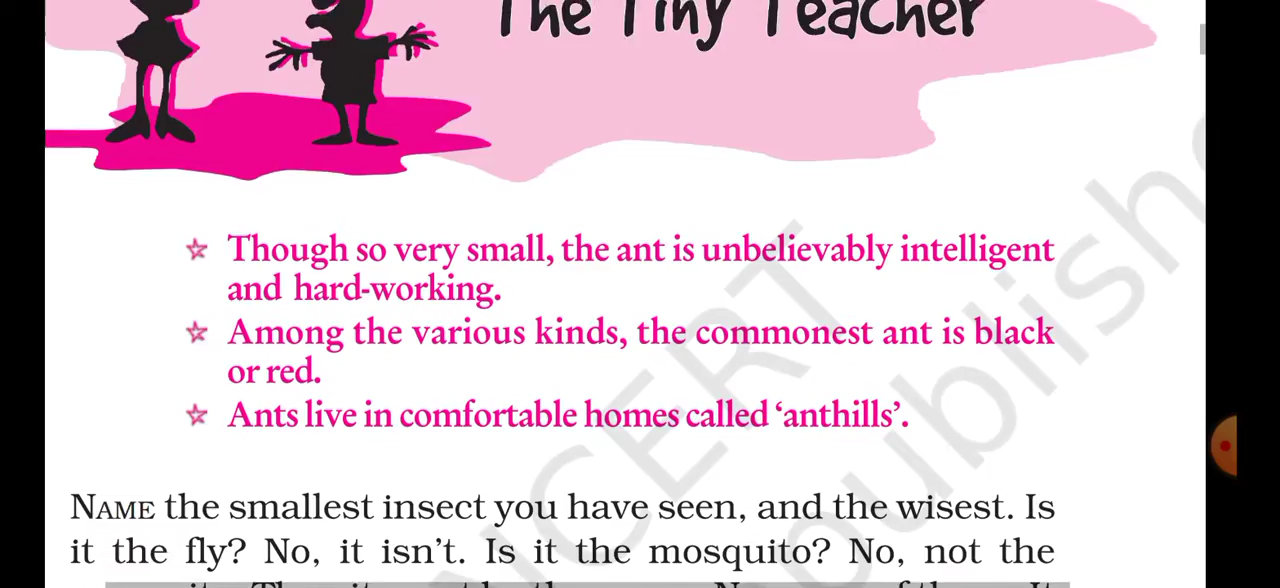 The Tiny Teacher
☆ Though so very small, the ant is unbelievably intelligent
and hard-working.
☆ Among the various kinds, the commonest ant is black
or red.
☆ Ants live in comfortable homes called ‘anthills’.
NAME the smallest insect you have seen, and the wisest. Is
it the fly? No, it isn't. Is it the mosquito? No, not the
NCERT